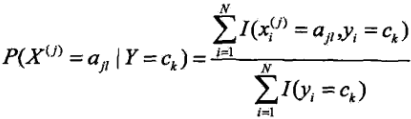 P(X^{(j)} = a_{jl} | Y = c_k) = \frac{\sum_{i=1}^{N} I(x_i^{(j)} = a_{jl}, y_i = c_k)}{\sum_{i=1}^{N} I(y_i = c_k)}